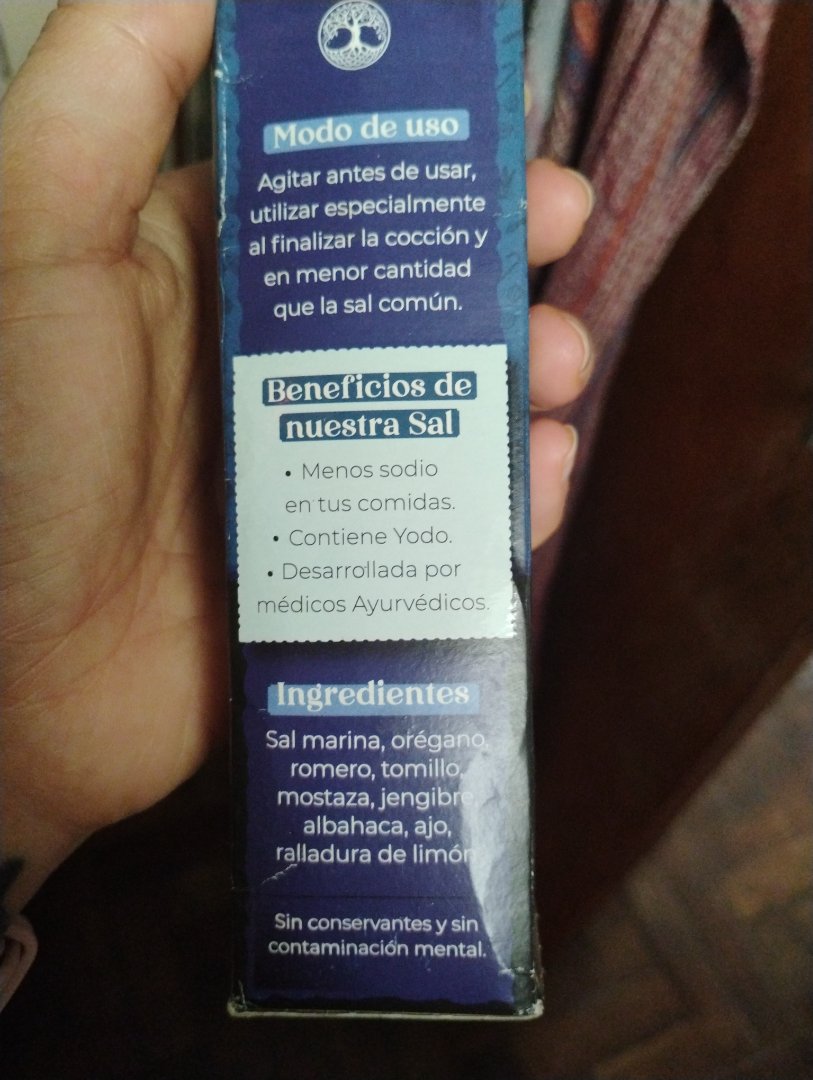 Modo de uso
Agitar antes de usar,
utilizar especialmente
al finalizar la cocción y
en menor cantidad
que la sal común.
Beneficios de
nuestra Sal
• Menos sodio
en tus comidas.
• Contiene Yodo.
• Desarrollada por
médicos Ayurvédicos.
Ingredientes
Sal marina, orégano,
romero, tomillo,
mostaza, jengibre,
albahaca, ajo,
ralladura de limón
Sin conservantes y sin
contaminación mental.